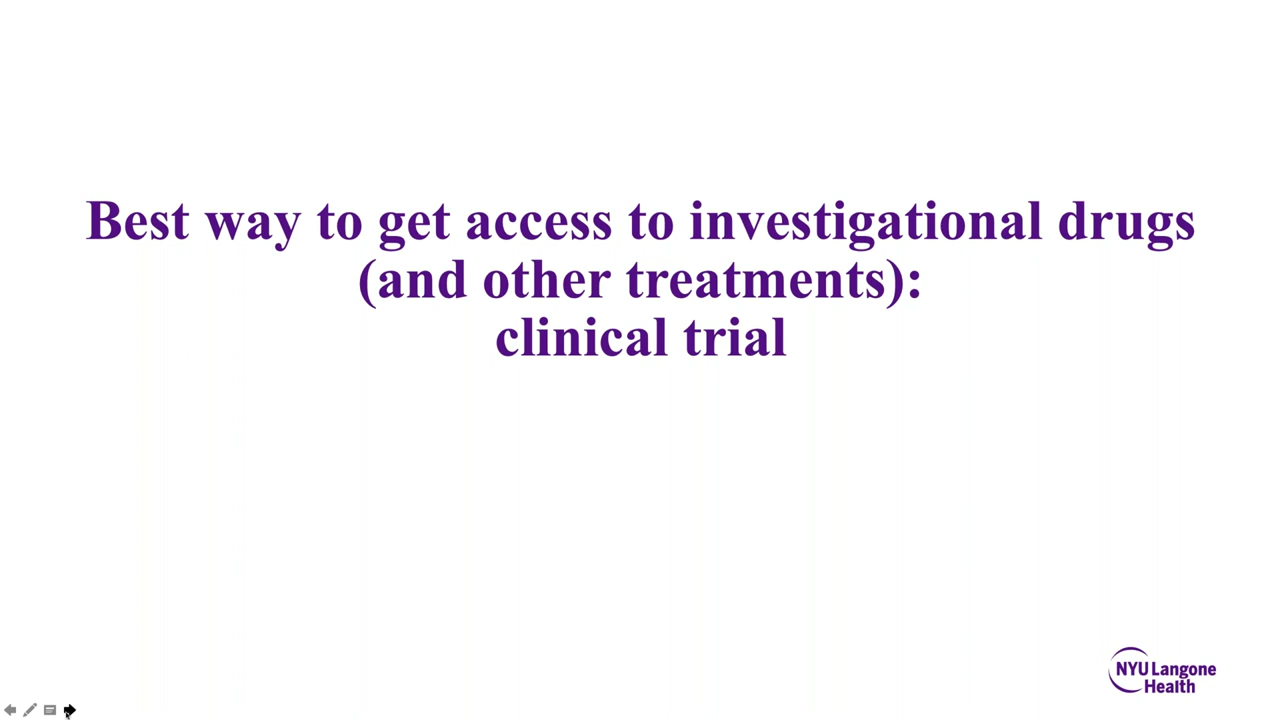 Best way to get access to investigational drugs
(and other treatments):
clinical trial
NYU Langone
Health